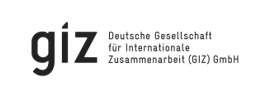 giz
Deutsche Gesellschaft
für Internationale
Zusammenarbeit (GIZ) GmbH